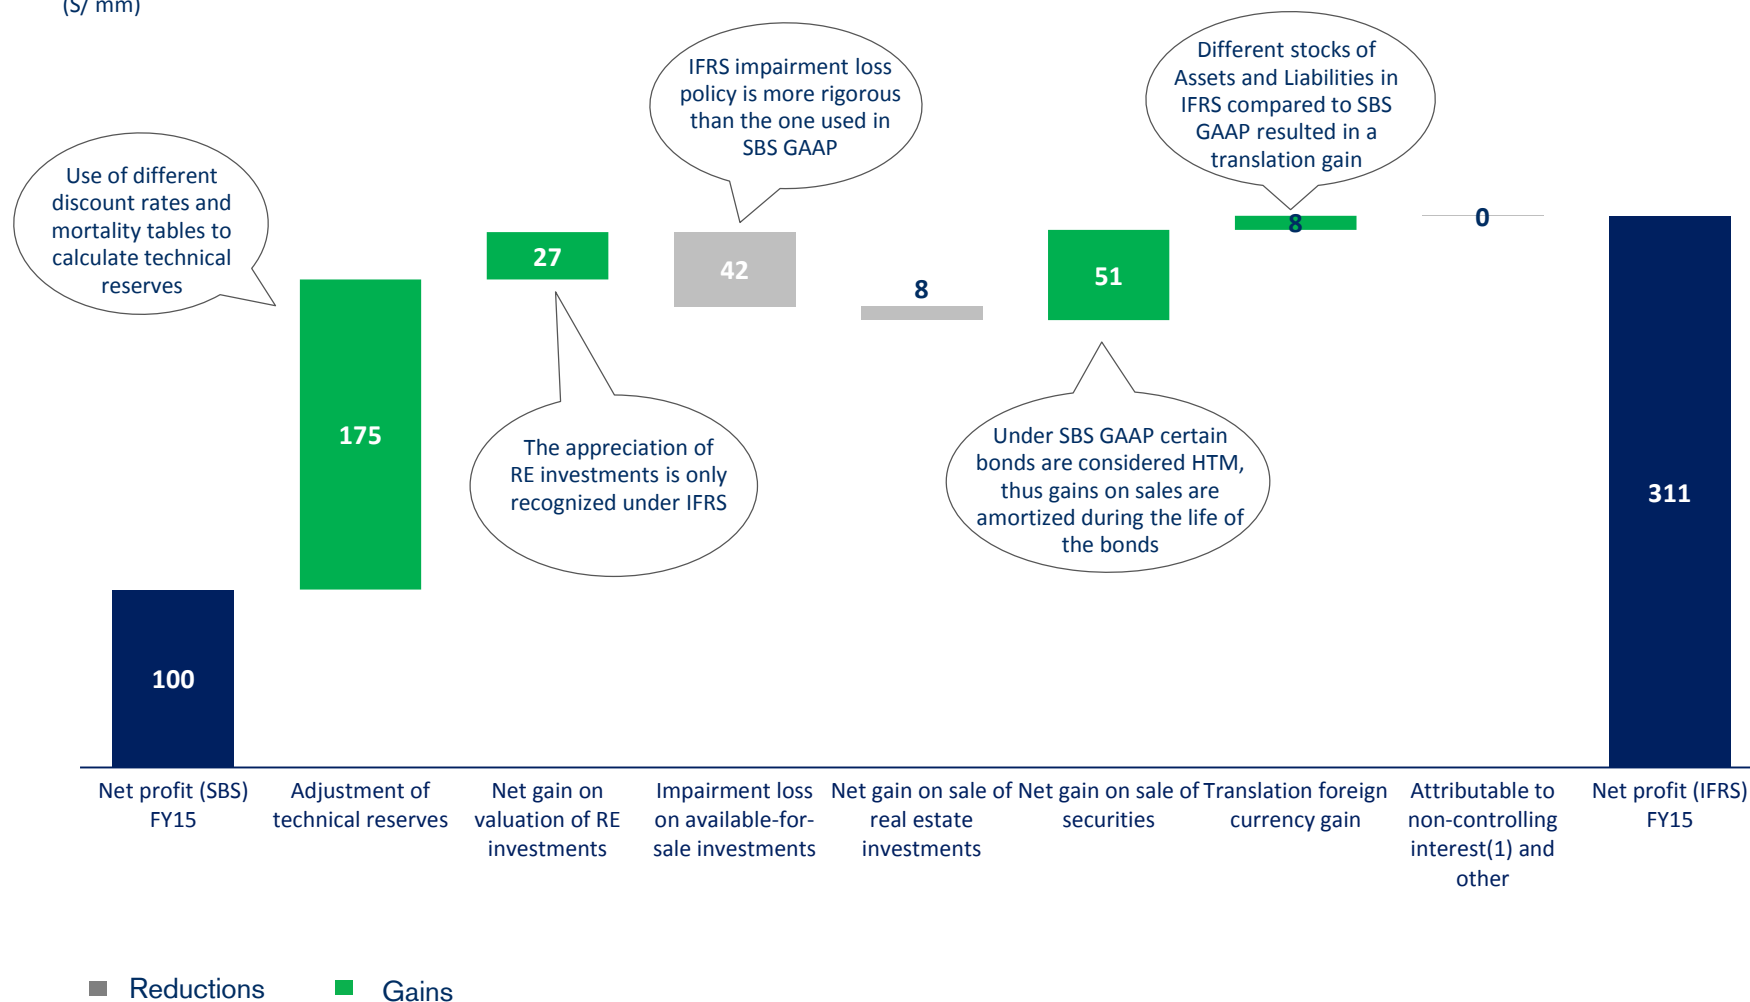 (S/ mm)
IFRS impairment loss
policy is more rigorous
than the one used in
SBS GAAP
Different stocks of
Assets and Liabilities in
IFRS compared to SBS
GAAP resulted in a
translation gain
Use of different
discount rates and
mortality tables to
calculate technical
reserves
100
175
27
42
8
51
8
0
311
The appreciation of
RE investments is only
recognized under IFRS
Under SBS GAAP certain
bonds are considered HTM,
thus gains on sales are
amortized during the life of
the bonds
Net profit (SBS)
FY15
Adjustment of
technical reserves
Net gain on
valuation of RE
investments
Impairment loss
on available-for-
sale investments
Net gain on sale of
real estate
investments
Net gain on sale of
securities
Translation foreign
currency gain
Attributable to
non-controlling
interest(1) and
other
Net profit (IFRS)
FY15
Reductions
Gains